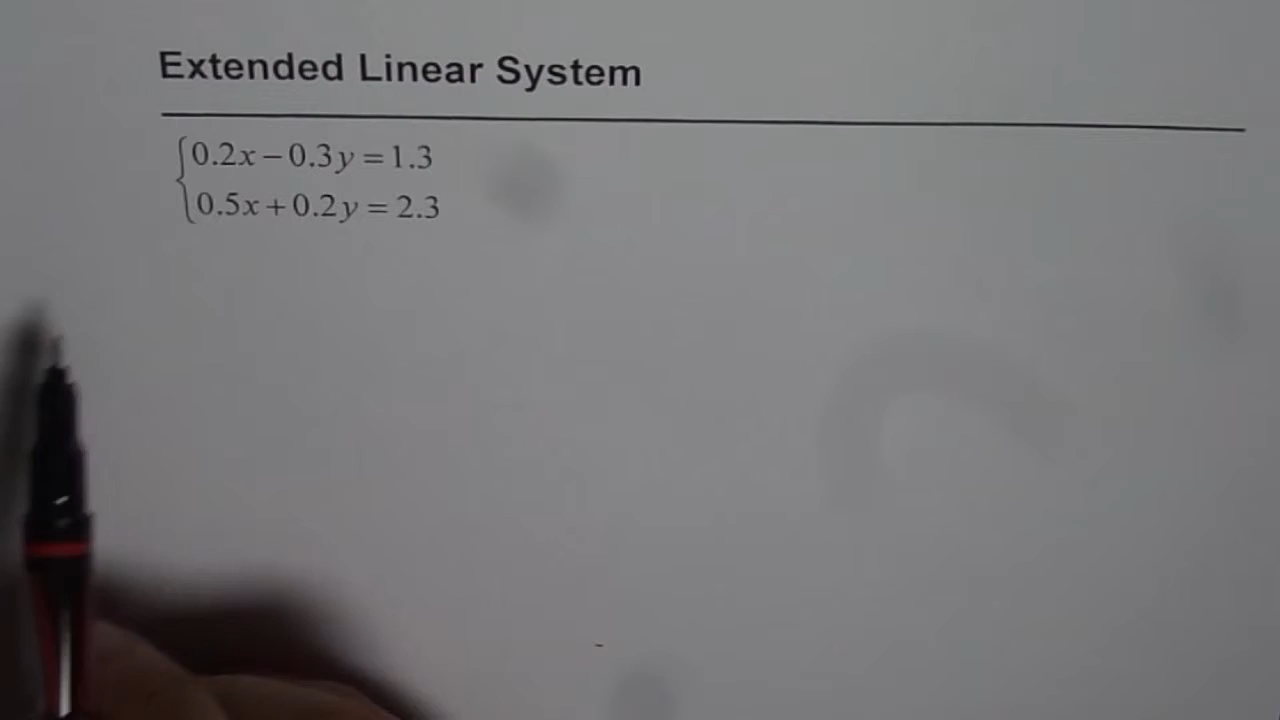 Extended Linear System
0.2x − 0.3y = 1.3
0.5x + 0.2y = 2.3